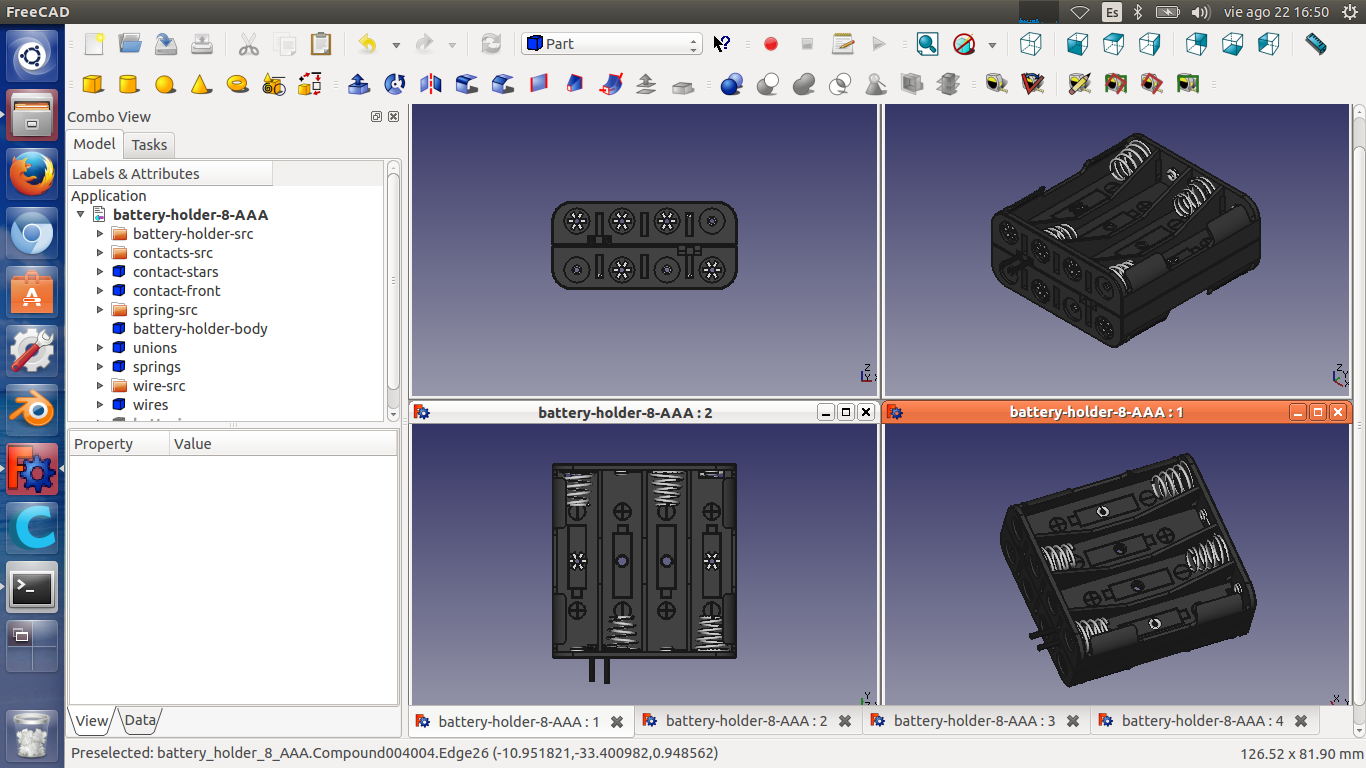 FreeCAD
Es
vie ago 22 16:50
Part
Combo View
Model
Tasks
Labels & Attributes
Application
battery-holder-8-AAA
battery-holder-src
contacts-src
contact-stars
contact-front
spring-src
battery-holder-body
unions
springs
wire-src
wires
Property
Value
View
Data
battery-holder-8-AAA : 2
battery-holder-8-AAA : 1
battery-holder-8-AAA : 1
battery-holder-8-AAA : 2
battery-holder-8-AAA : 3
battery-holder-8-AAA : 4
Preselected: battery_holder_8_AAA.Compound004004.Edge26 (-10.951821,-33.400982,0.948562)
126.52 x 81.90 mm